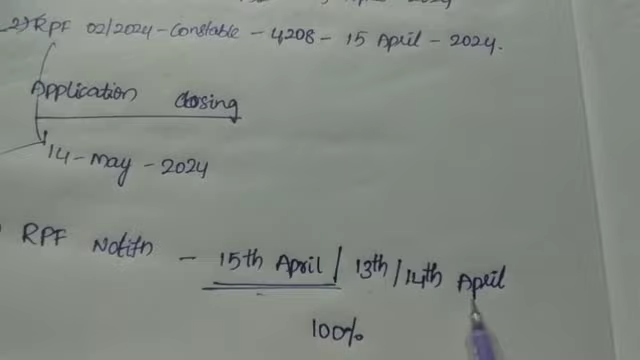 2) RPF 02/2024 - Constable - 4208 - 15 April - 2024.
Application closing
14 - May - 2024
RPF Notifn - 15th April / 13th / 14th April
100%